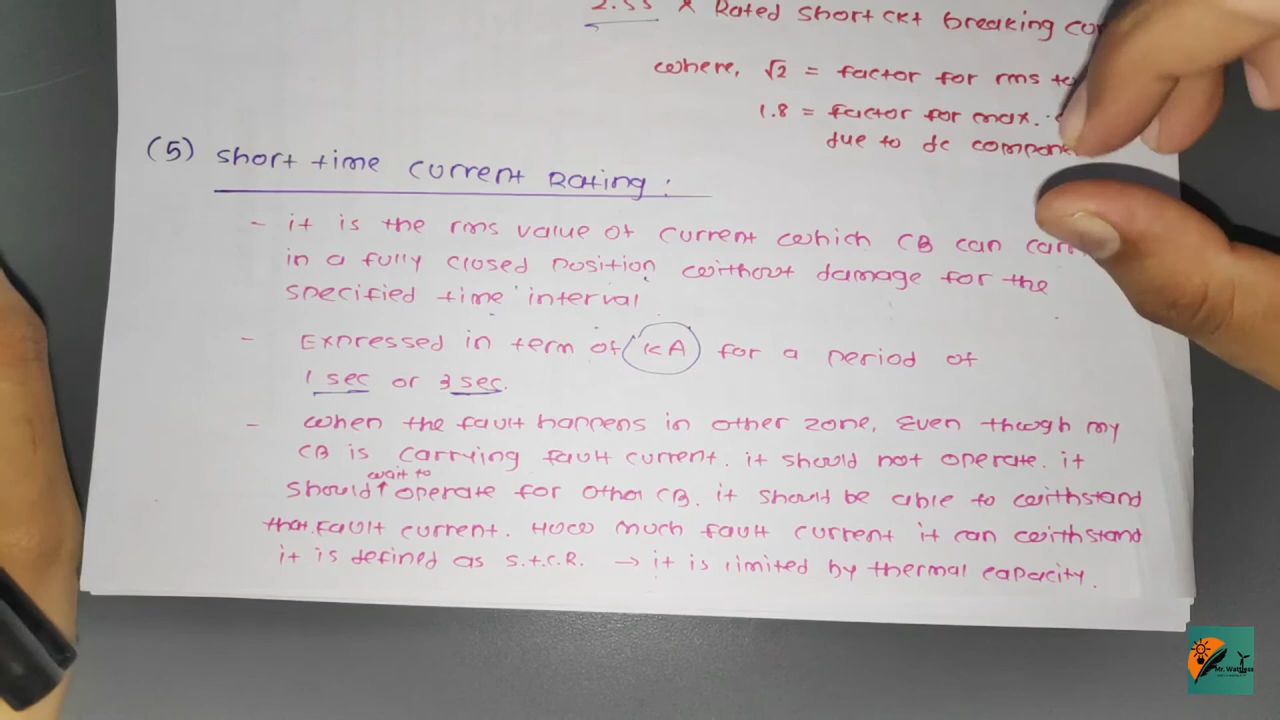 2.55 × Rated short ckt breaking
where, √2 = factor for rms to
1.8 = factor for max.
due to dc
(5) short time current Rating :
- it is the rms value of current which CB can
in a fully closed position without damage for the
specified time interval
- Expressed in term of kA for a period of
1 sec or 3 sec.
- when the fault happens in other zone, Even though my
CB is carrying fault current. it should not operate. it
wait to
should ↑ operate for other CB. it should be able to withstand
that fault current. How much fault current it can withstand
it is defined as s.t.c.R. → it is limited by thermal capacity.
Mr. Wattless